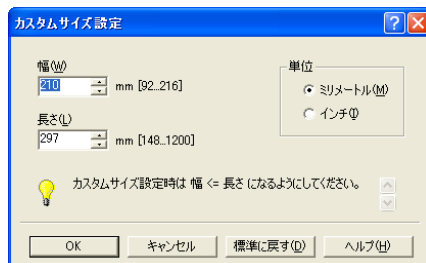 カスタムサイズ設定
幅(W)
210 mm [92...216]
長さ(L)
297 mm [148...1200]
単位
ミリメートル(M)
インチ(I)
カスタムサイズ設定時は 幅 <= 長さ になるようにしてください。
OK キャンセル 標準に戻す(D) ヘルプ(H)